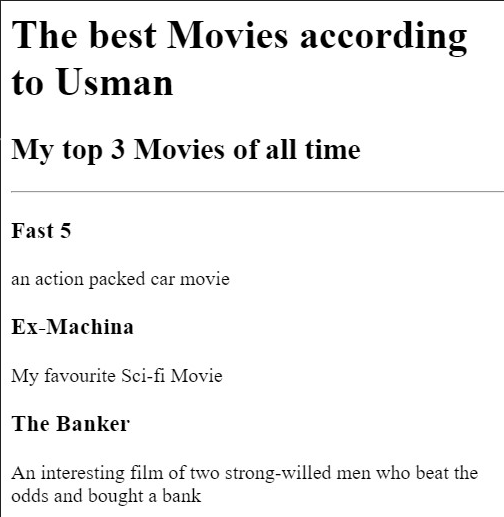 The best Movies according
to Usman
My top 3 Movies of all time
Fast 5
an action packed car movie
Ex-Machina
My favourite Sci-fi Movie
The Banker
An interesting film of two strong-willed men who beat the
odds and bought a bank